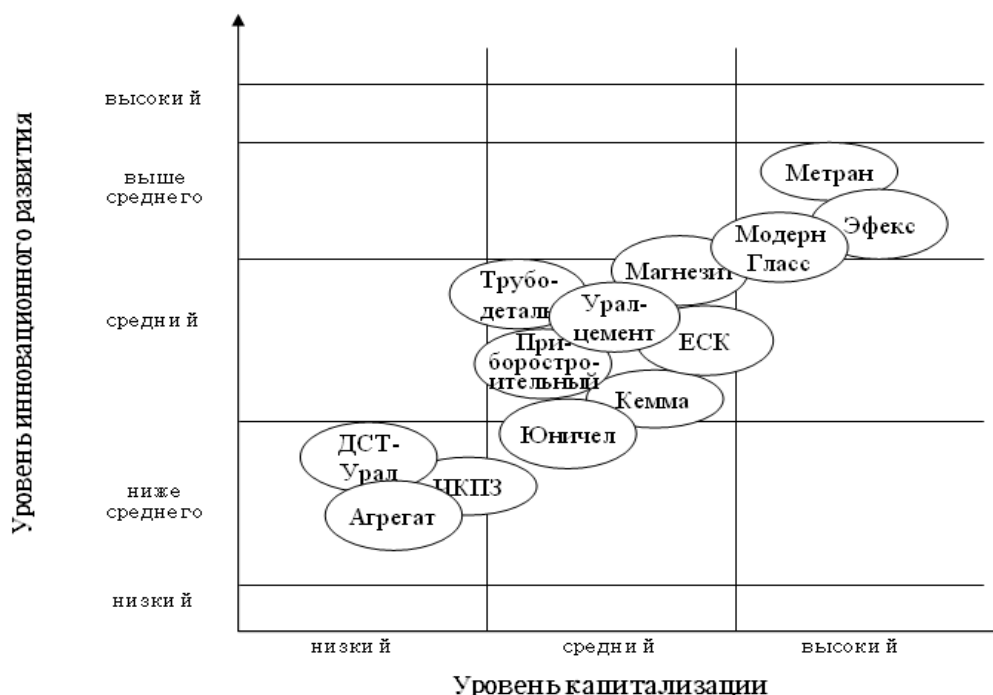 Уровень инновационного развития
высокий
выше
среднего
средний
ниже
среднего
низкий
Метран
Эфекс
Модерн
Гласс
Магнезит
Трубо-
деталь
Урал-
цемент
ЕСК
При-
боростро-
ительный
Кемма
Юничел
ДСТ-
Урал
ЧКПЗ
Агрегат
низкий
средний
высокий
Уровень капитализации